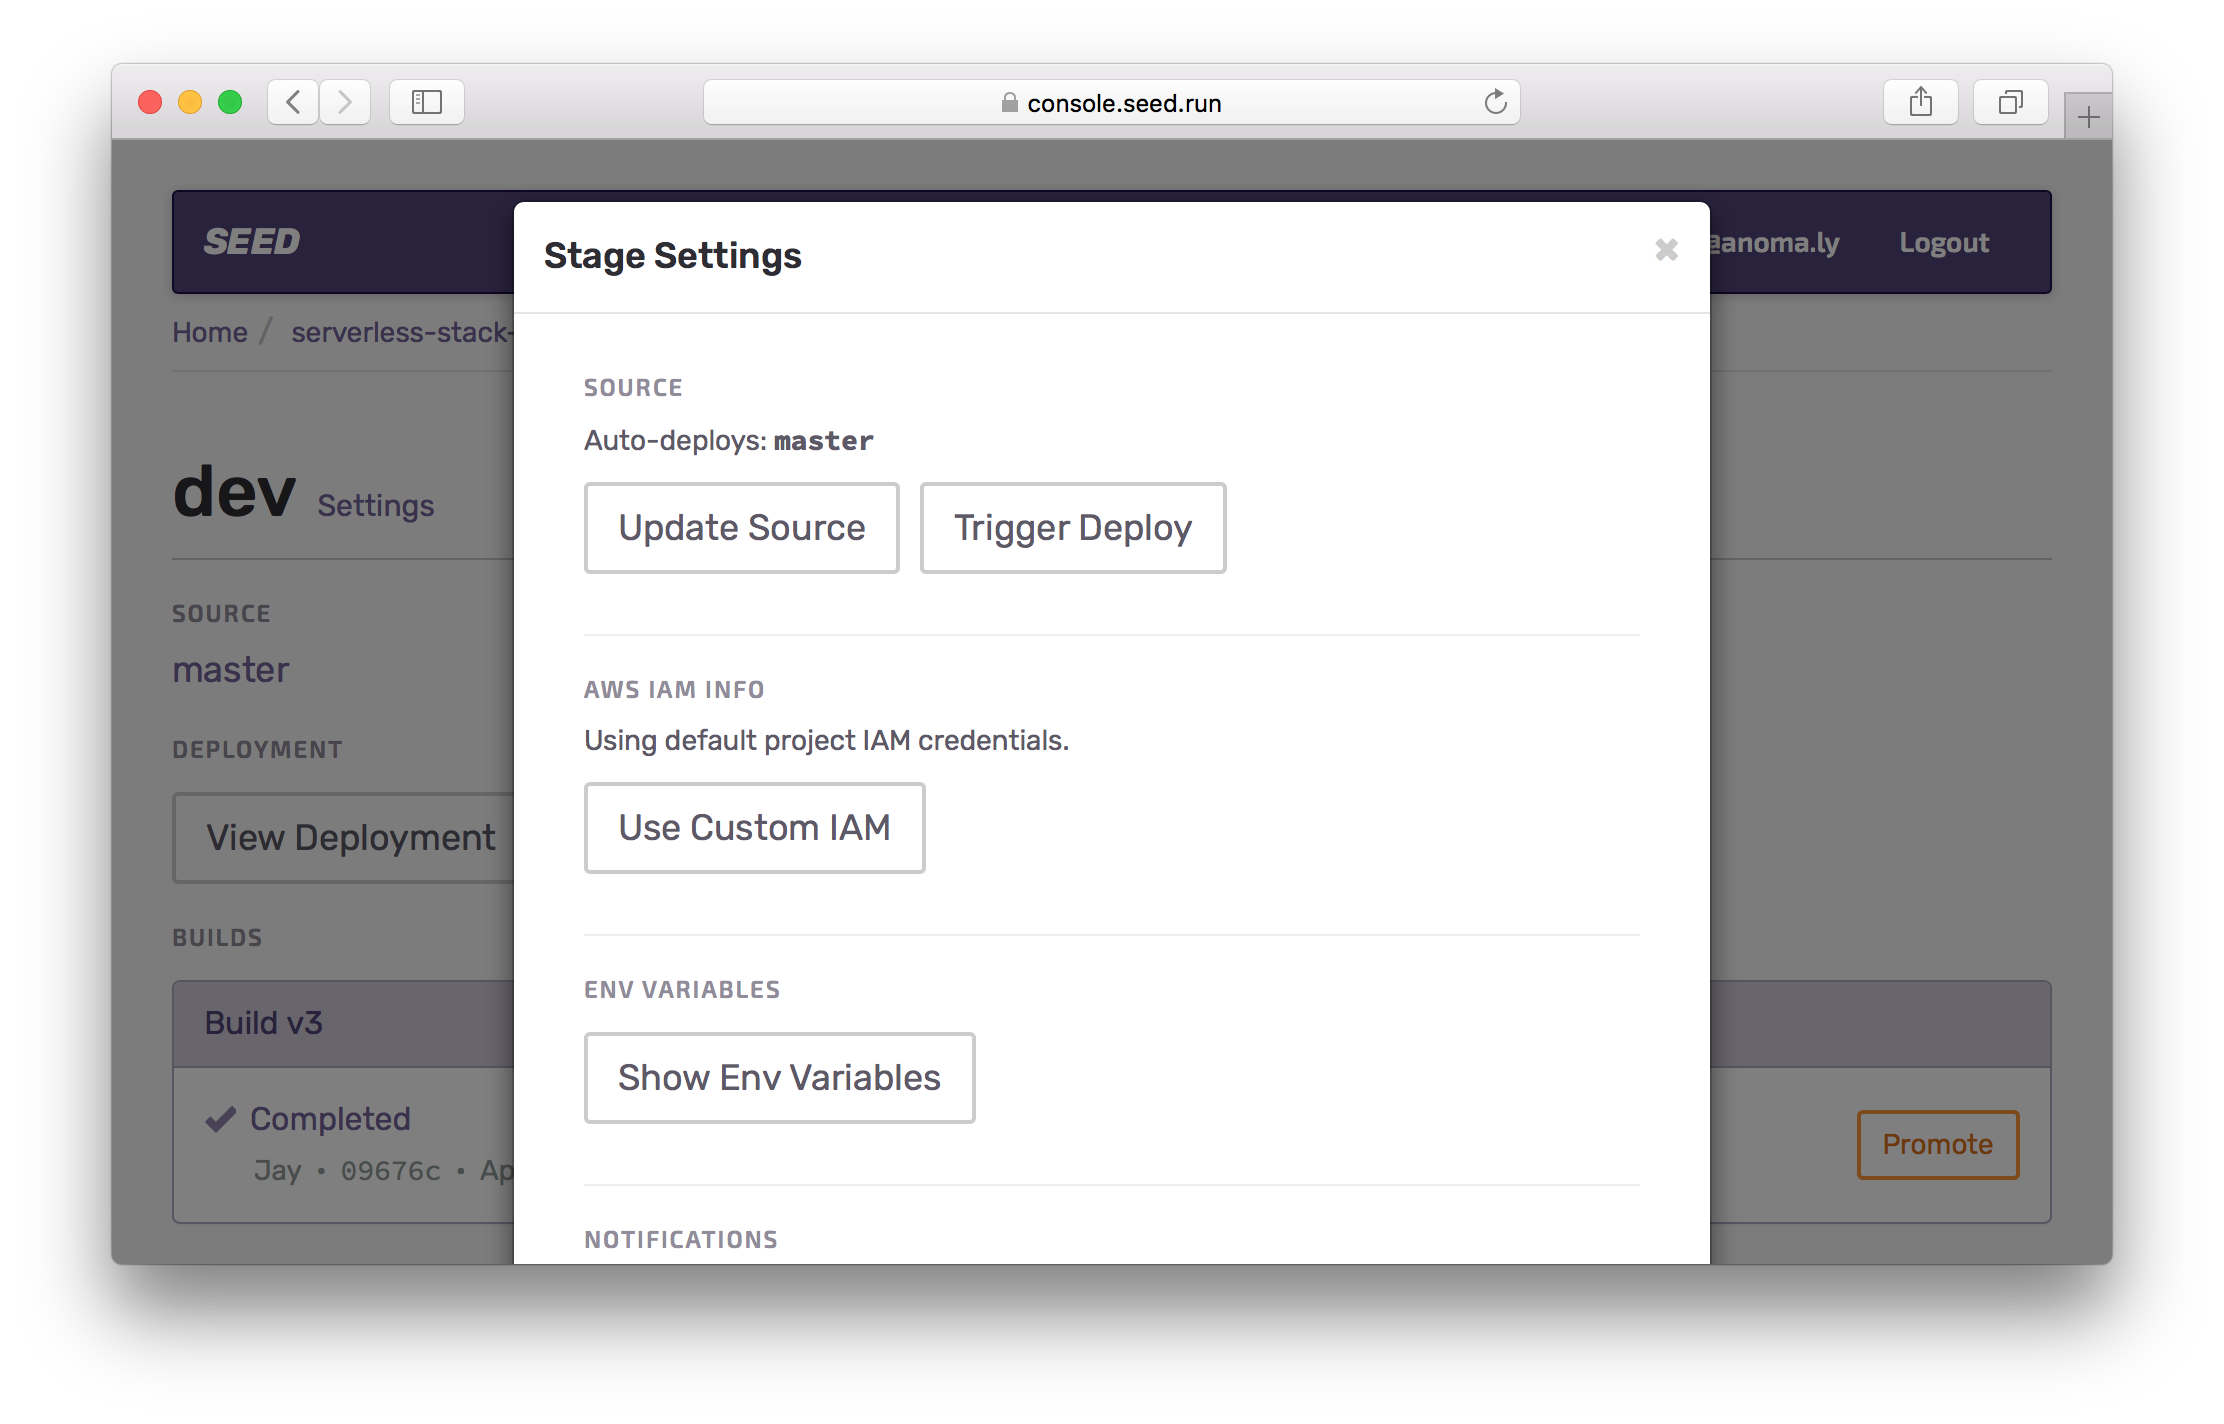 console.seed.run
SEED
@anoma.ly
Logout
Home / serverless-stack-
dev Settings
SOURCE
master
DEPLOYMENT
View Deployment
BUILDS
Build v3
Completed
Jay • 09676c • Ap
Promote
Stage Settings
SOURCE
Auto-deploys: master
Update Source
Trigger Deploy
AWS IAM INFO
Using default project IAM credentials.
Use Custom IAM
ENV VARIABLES
Show Env Variables
NOTIFICATIONS